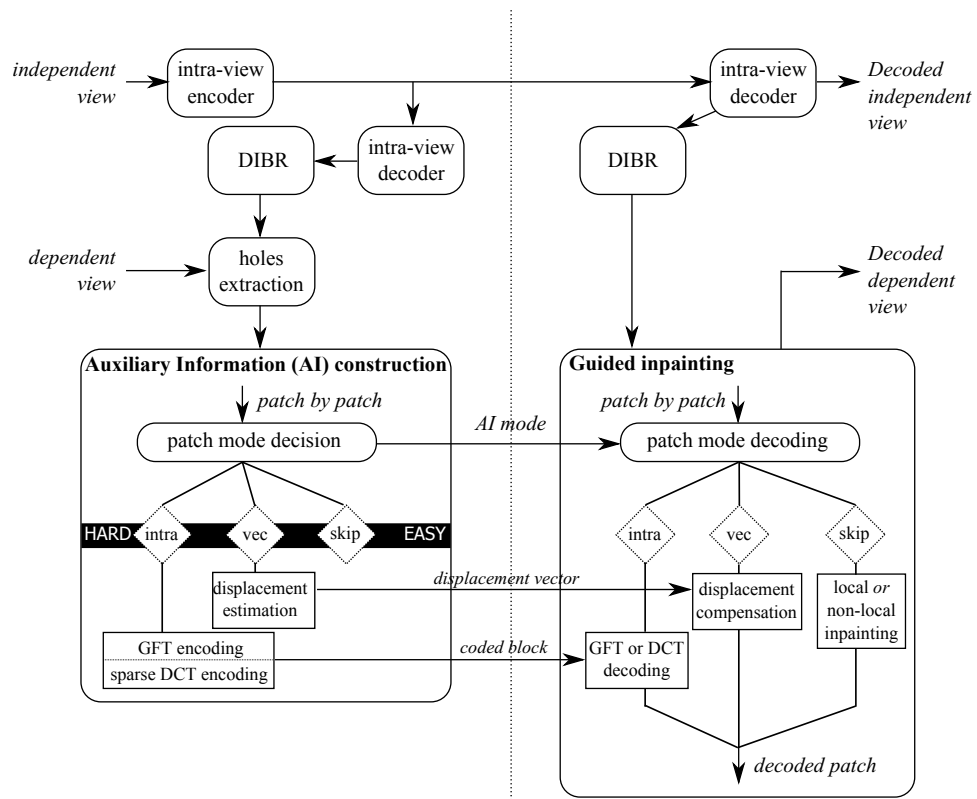 independent
view
intra-view
encoder
intra-view
decoder
Decoded
independent
view
DIBR
intra-view
decoder
DIBR
dependent
view
holes
extraction
Decoded
dependent
view
Auxiliary Information (AI) construction
Guided inpainting
patch by patch
patch by patch
patch mode decision
AI mode
patch mode decoding
HARD
intra
vec
skip
EASY
intra
vec
skip
displacement
estimation
displacement vector
displacement
compensation
local or
non-local
inpainting
GFT encoding
sparse DCT encoding
coded block
GFT or DCT
decoding
decoded patch